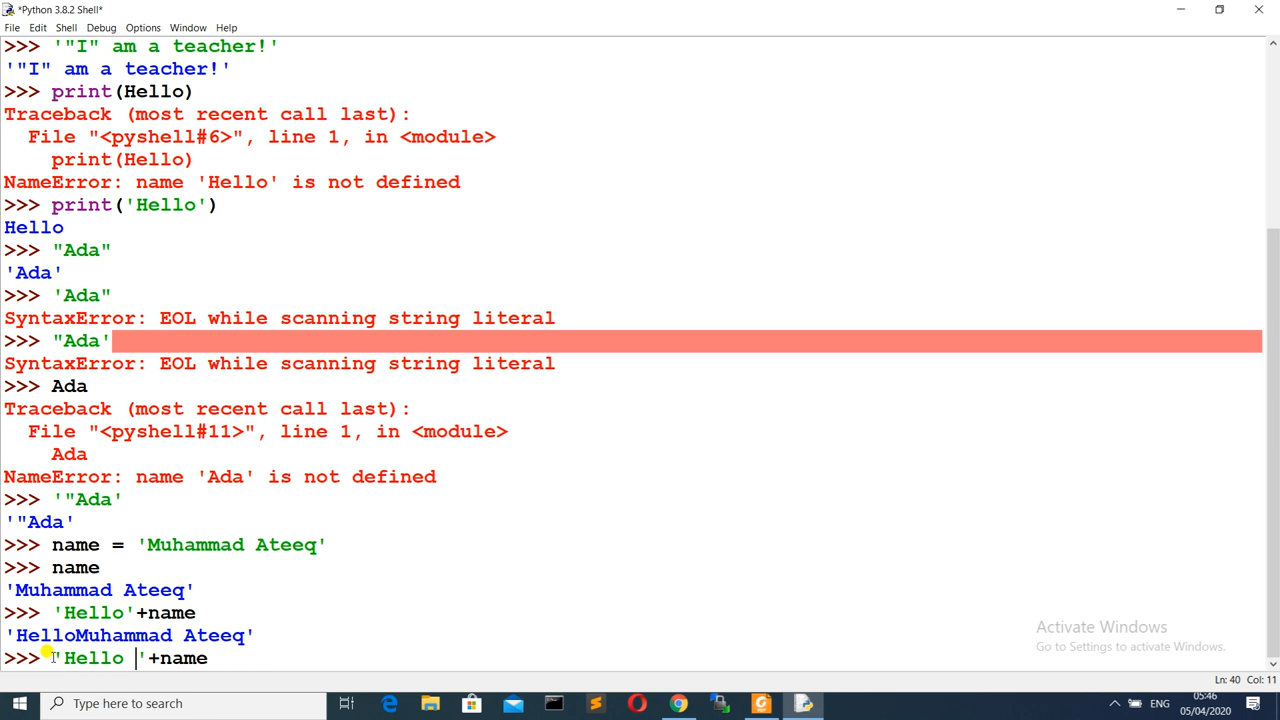 *Python 3.8.2 Shell*
File Edit Shell Debug Options Window Help
>>> '"I" am a teacher!'
'"I" am a teacher!'
>>> print(Hello)
Traceback (most recent call last):
  File "<pyshell#6>", line 1, in <module>
    print(Hello)
NameError: name 'Hello' is not defined
>>> print('Hello')
Hello
>>> "Ada"
'Ada'
>>> 'Ada"
SyntaxError: EOL while scanning string literal
>>> "Ada'
SyntaxError: EOL while scanning string literal
>>> Ada
Traceback (most recent call last):
  File "<pyshell#11>", line 1, in <module>
    Ada
NameError: name 'Ada' is not defined
>>> '"Ada'
'"Ada'
>>> name = 'Muhammad Ateeq'
>>> name
'Muhammad Ateeq'
>>> 'Hello'+name
'HelloMuhammad Ateeq'
>>> 'Hello '+name
Activate Windows
Go to Settings to activate Windows.
Ln: 40 Col: 11
Type here to search
ENG
05:46
05/04/2020